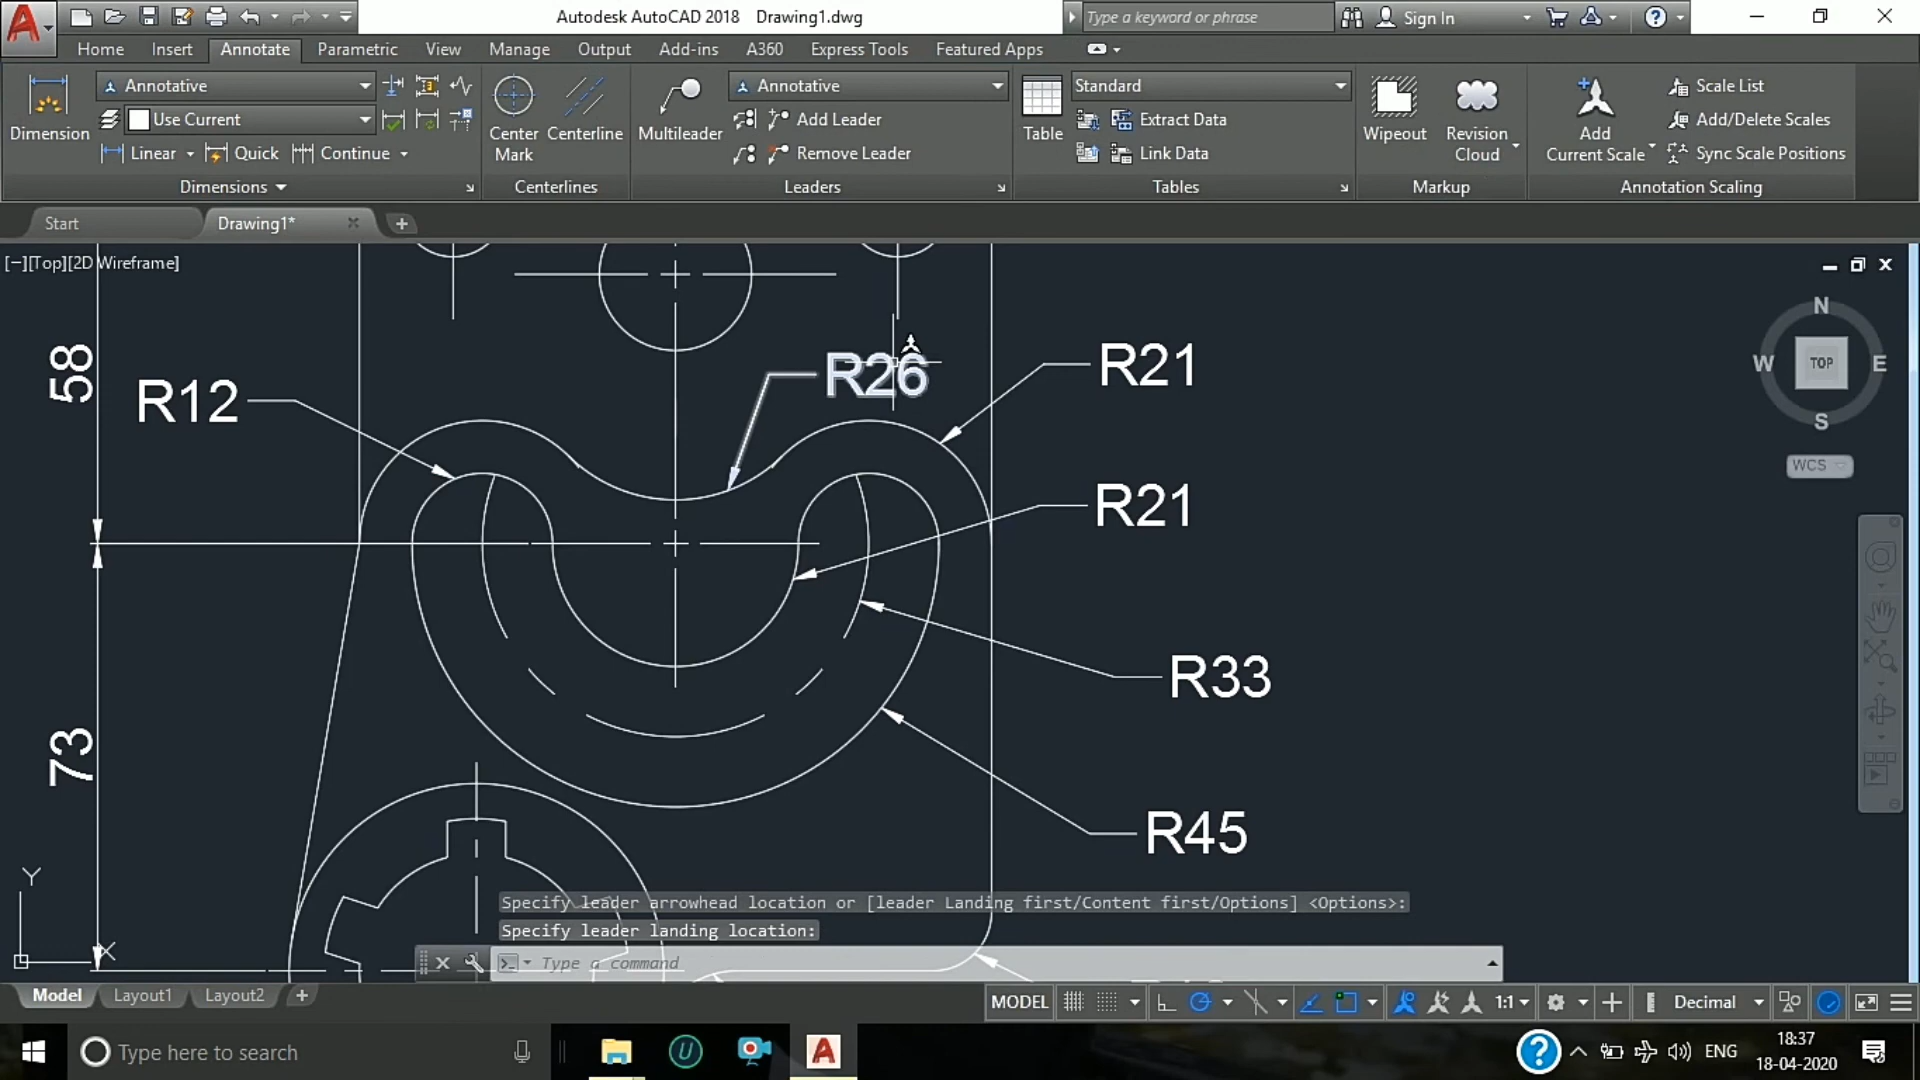 Autodesk AutoCAD 2018 Drawing1.dwg
Type a keyword or phrase
Sign In
Home Insert Annotate Parametric View Manage Output Add-ins A360 Express Tools Featured Apps
Dimension
Annotative
Use Current
Linear Quick Continue
Dimensions
Center Mark
Centerline
Centerlines
Multileader
Annotative
Add Leader
Remove Leader
Leaders
Table
Standard
Extract Data
Link Data
Tables
Wipeout
Revision Cloud
Markup
Add Current Scale
Scale List
Add/Delete Scales
Sync Scale Positions
Annotation Scaling
Start Drawing1*
[−][Top][2D Wireframe]
N
W TOP E
S
WCS
58
R12
R26
R21
R21
R33
73
R45
Y
X
Specify leader arrowhead location or [leader Landing first/Content first/Options] <Options>:
Specify leader landing location:
Type a command
Model Layout1 Layout2
MODEL 1:1 Decimal
Type here to search
ENG
18:37
18-04-2020